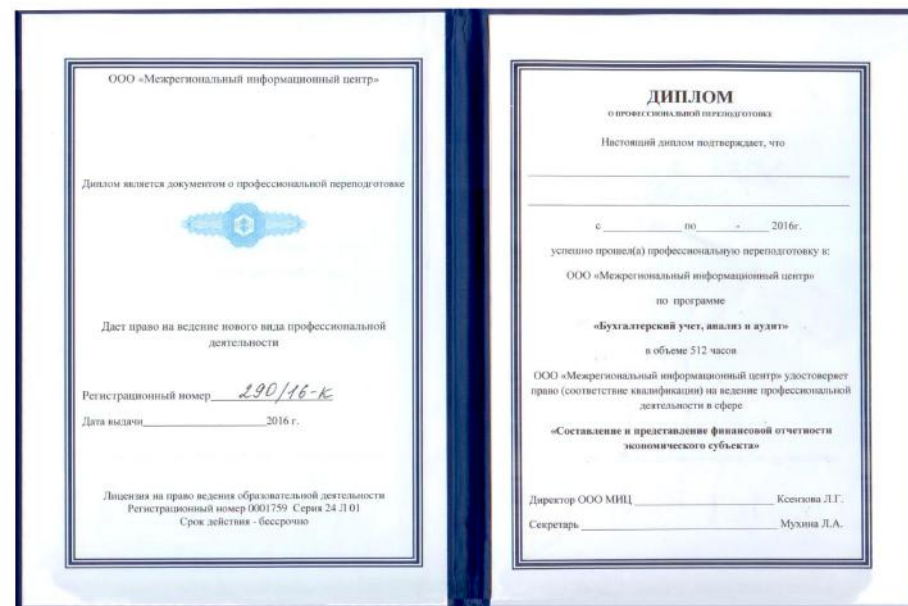 ООО «Межрегиональный информационный центр»
Диплом является документом о профессиональной переподготовке
Дает право на ведение нового вида профессиональной
деятельности
Регистрационный номер 290/16-к
Дата выдачи 2016 г.
Лицензия на право ведения образовательной деятельности
Регистрационный номер 0001759 Серия 24 Л 01
Срок действия - бессрочно
ДИПЛОМ
О ПРОФЕССИОНАЛЬНОЙ ПЕРЕПОДГОТОВКЕ
Настоящий диплом подтверждает, что
с по - 2016г.
успешно прошел(а) профессиональную переподготовку в:
ООО «Межрегиональный информационный центр»
по программе
«Бухгалтерский учет, анализ и аудит»
в объеме 512 часов
ООО «Межрегиональный информационный центр» удостоверяет
право (соответствие квалификации) на ведение профессиональной
деятельности в сфере
«Составление и представление финансовой отчетности
экономического субъекта»
Директор ООО МИЦ Ксензова Л.Г.
Секретарь Мухина Л.А.